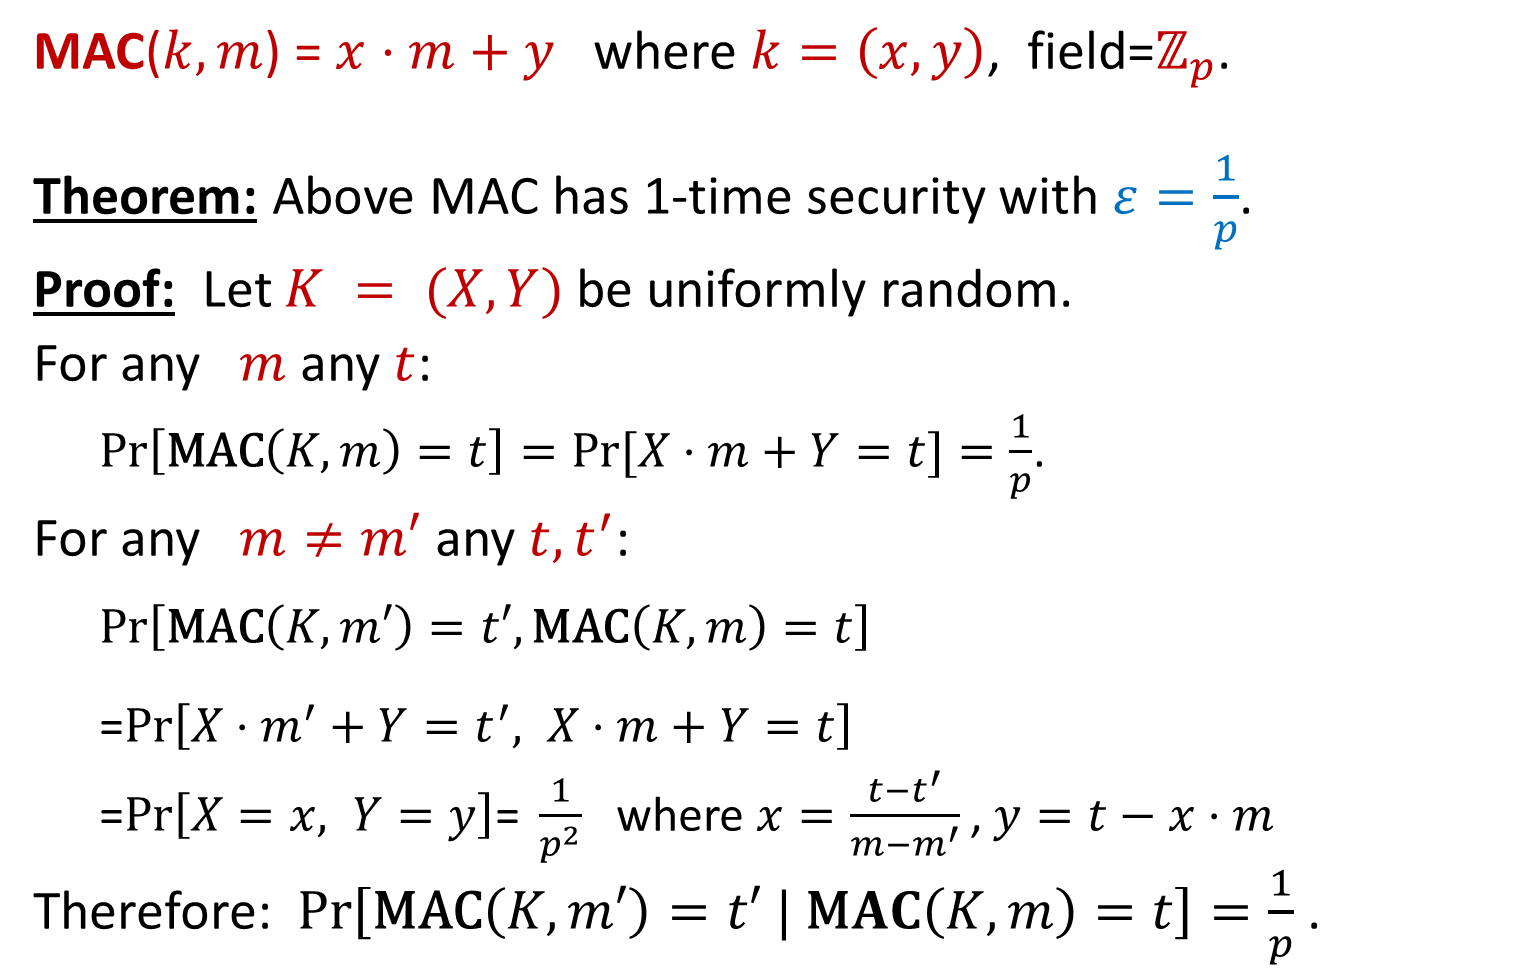 MAC(k, m) = x · m + y where k = (x, y), field=ℤₚ.
Theorem: Above MAC has 1-time security with ε = 1/p.
Proof: Let K = (X, Y) be uniformly random.
For any m any t:
Pr[MAC(K, m) = t] = Pr[X · m + Y = t] = 1/p.
For any m ≠ m′ any t, t′:
Pr[MAC(K, m′) = t′, MAC(K, m) = t]
=Pr[X · m′ + Y = t′, X · m + Y = t]
=Pr[X = x, Y = y]= 1/p² where x = (t−t′)/(m−m′), y = t − x · m
Therefore: Pr[MAC(K, m′) = t′ | MAC(K, m) = t] = 1/p .